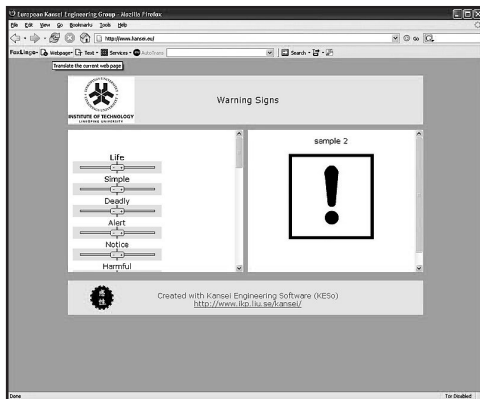 European Kansei Engineering Group - Mozilla Firefox
File Edit View Go Bookmarks Tools Help
Go
http://www.kansei.eu/
FoxLingo- Webpage- Text - Services - AutoTrans Search -
Translate the current web page
INSTITUTE OF TECHNOLOGY
LINKÖPING UNIVERSITY
Warning Signs
Life
Simple
Deadly
Alert
Notice
Harmful
sample 2
!
感性
Created with Kansei Engineering Software (KESo)
http://www.ikp.liu.se/kansei/
Done
Tor Disabled